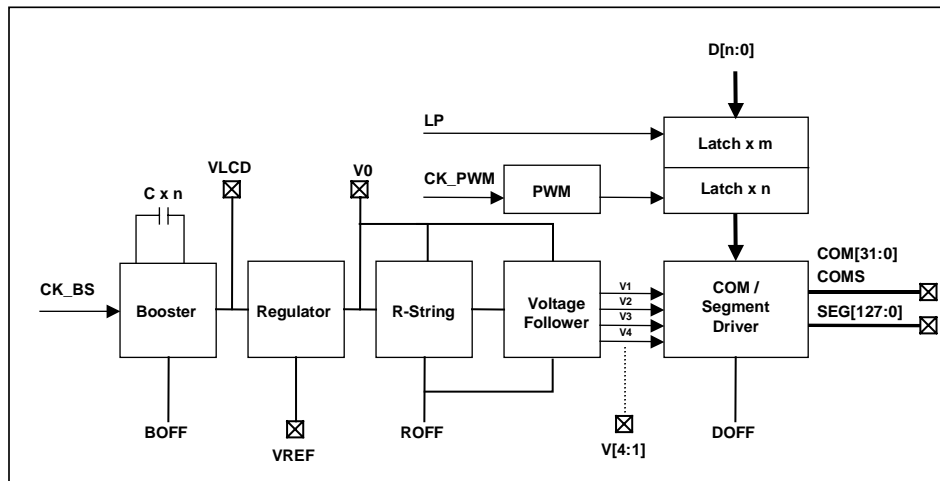 D[n:0]
LP
Latch x m
VLCD
V0
CK_PWM
PWM
Latch x n
C x n
COM[31:0]
COMS
CK_BS
Booster
Regulator
R-String
Voltage
Follower
V1
V2
V3
V4
COM /
Segment
Driver
SEG[127:0]
BOFF
VREF
ROFF
V[4:1]
DOFF